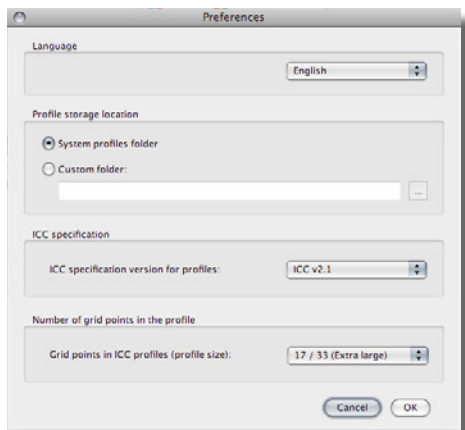 Preferences
Language
English
Profile storage location
System profiles folder
Custom folder:
...
ICC specification
ICC specification version for profiles:
ICC v2.1
Number of grid points in the profile
Grid points in ICC profiles (profile size):
17 / 33 (Extra large)
Cancel
OK